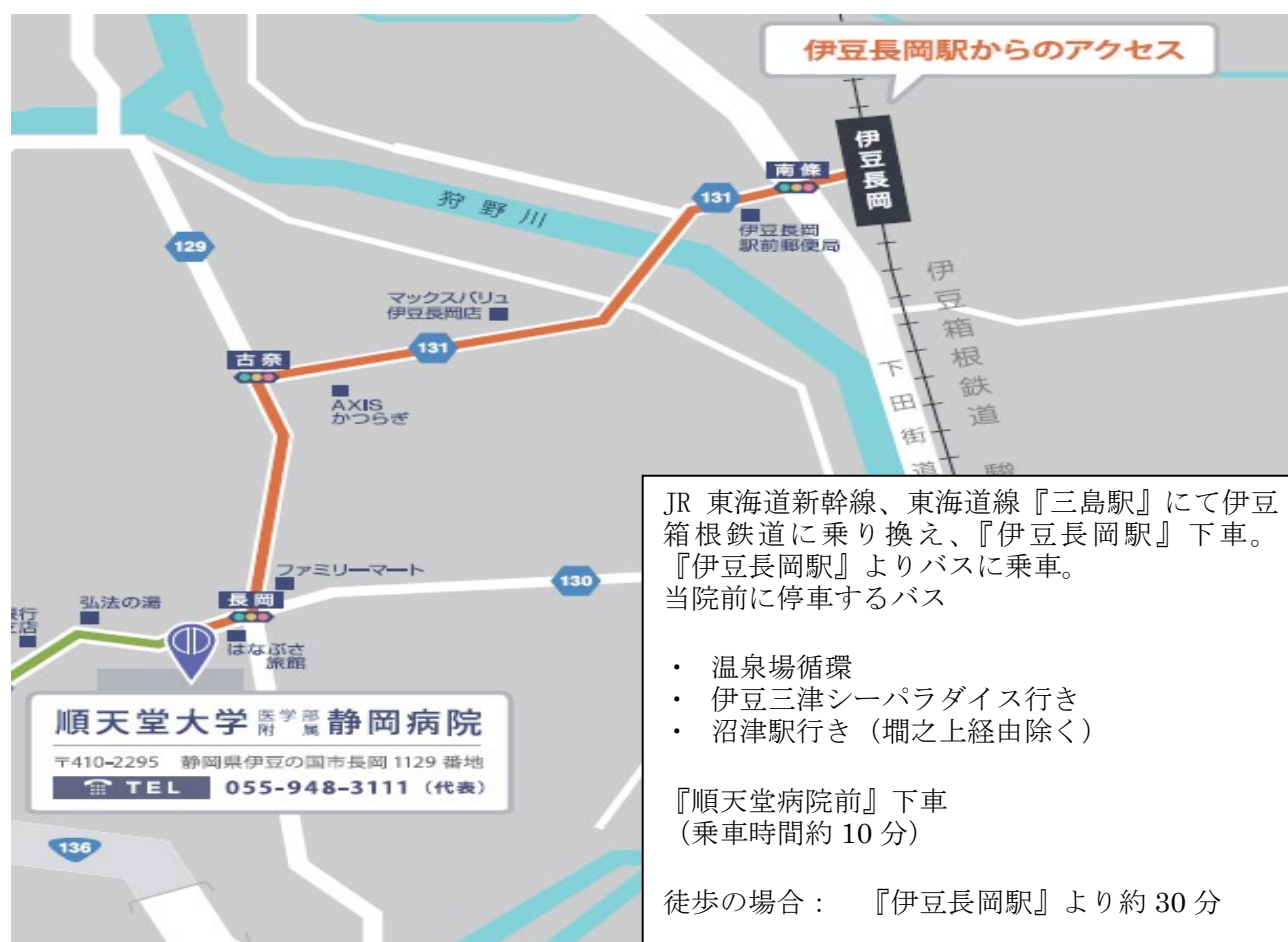 伊豆長岡駅からのアクセス
伊豆長岡
南條
131
伊豆長岡
駅前郵便局
狩野川
129
マックスバリュ
伊豆長岡店
131
古奈
AXIS
かつらぎ
伊豆箱根鉄道
下田街道
ファミリーマート
130
弘法の湯
長岡
はなぶさ
旅館
順天堂大学 医学部附属 静岡病院
〒410-2295 静岡県伊豆の国市長岡1129番地
TEL 055-948-3111（代表）
136
JR 東海道新幹線、東海道線『三島駅』にて伊豆
箱根鉄道に乗り換え、『伊豆長岡駅』下車。
『伊豆長岡駅』よりバスに乗車。
当院前に停車するバス
・ 温泉場循環
・ 伊豆三津シーパラダイス行き
・ 沼津駅行き（壗之上経由除く）
『順天堂病院前』下車
（乗車時間約 10 分）
徒歩の場合： 『伊豆長岡駅』より約 30 分